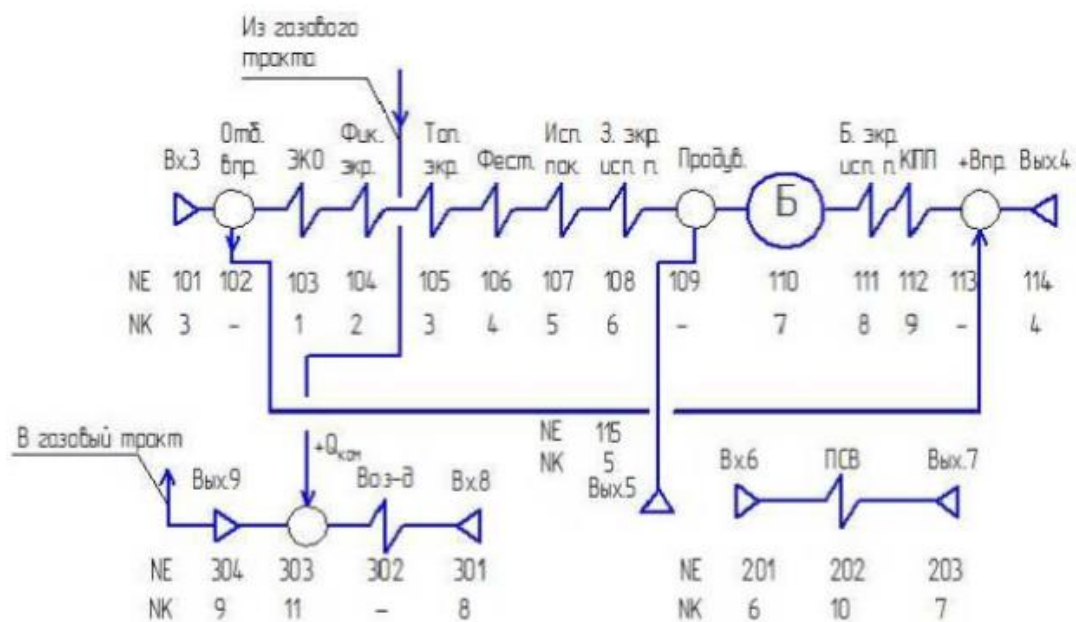 Из газового
тракта
Вх.3
Отб.
впр.
ЭКО
Фик.
экр.
Топ.
экр.
Фест.
Исп.
пак.
З. экр.
исп. п.
Продув.
Б
Б. экр.
исп. п.
КПП
+Впр.
Вых.4
NE 101 102 103 104 105 106 107 108 109 110 111 112 113 114
NK 3 - 1 2 3 4 5 6 - 7 8 9 - 4
В газовый тракт
Вых.9
+Qкам
Воз-д
Вх.8
NE 115
NK 5
Вых.5
Вх.6
ПСВ
Вых.7
NE 304 303 302 301
NK 9 11 - 8
NE 201 202 203
NK 6 10 7